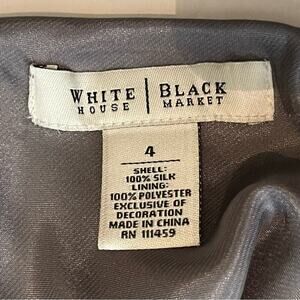 WHITE | BLACK
HOUSE MARKET
4
SHELL:
100% SILK
LINING:
100% POLYESTER
EXCLUSIVE OF
DECORATION
MADE IN CHINA
RN 111459